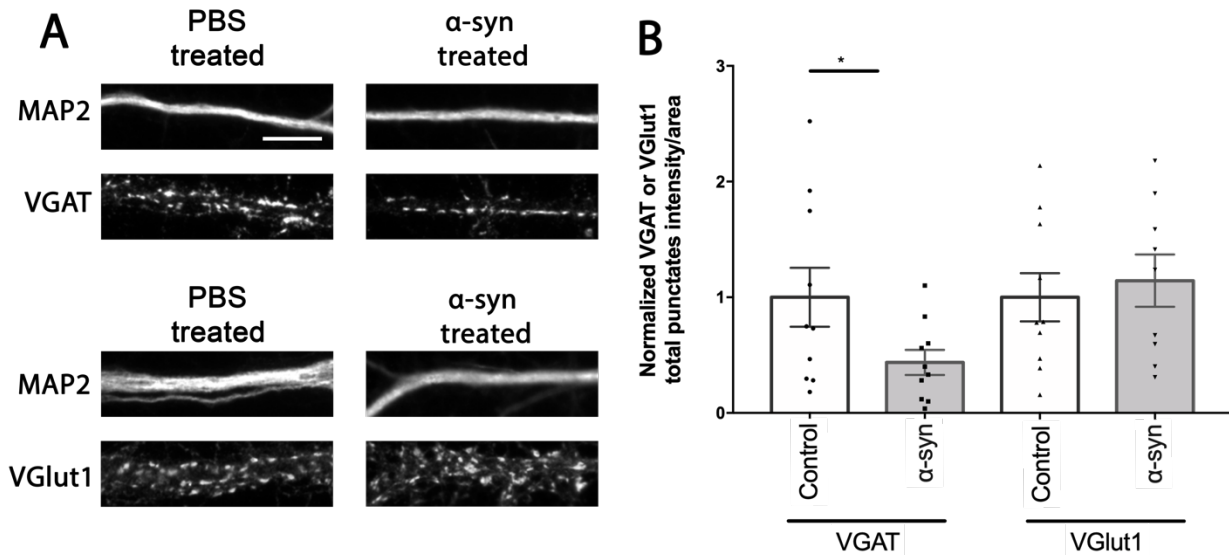 A
PBS
treated
α-syn
treated
MAP2
VGAT
PBS
treated
α-syn
treated
MAP2
VGlut1
B
Normalized VGAT or VGlut1
total punctates intensity/area
3
2
1
0
*
Control
α-syn
Control
α-syn
VGAT
VGlut1